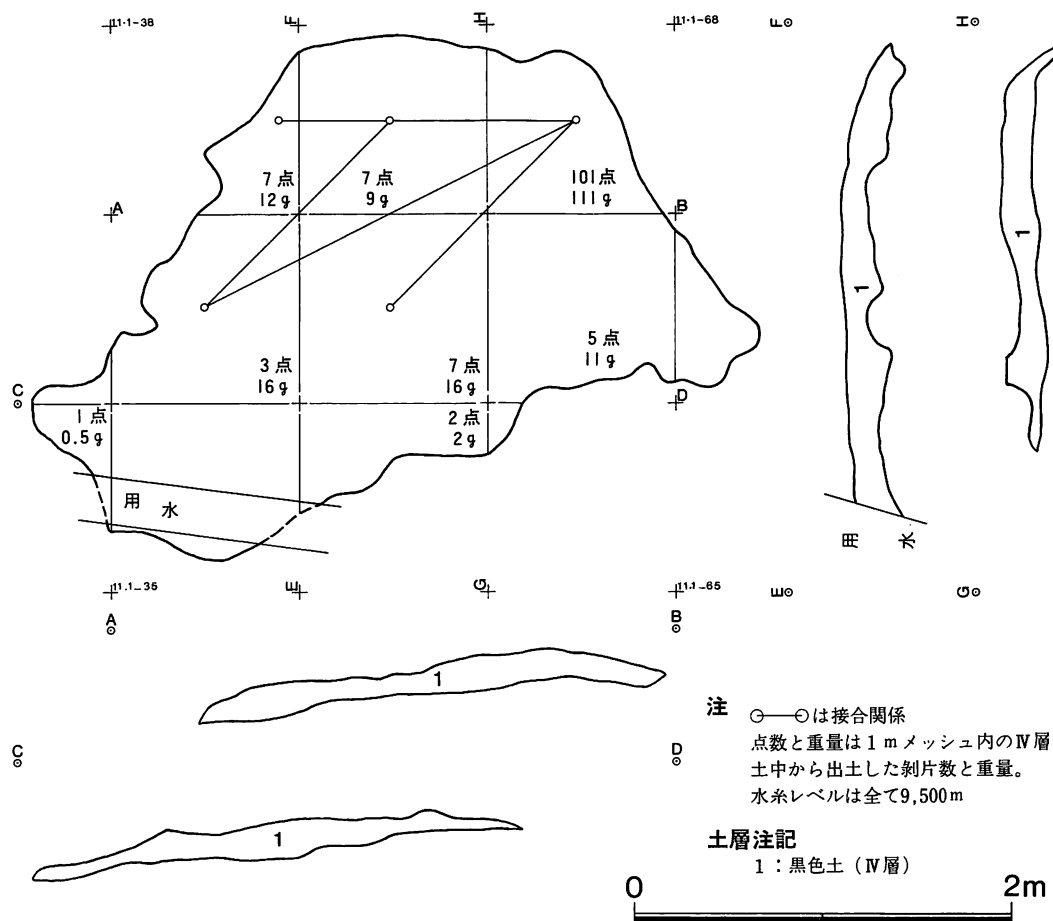 11.1-38
F
H
11.1-68
F
H
7点
12g
7点
9g
101点
111g
A
B
1
1
3点
16g
7点
16g
5点
11g
C
D
1点
0.5g
2点
2g
用水
用水
11.1-35
E
G
11.1-65
E
G
A
B
1
C
D
1
注
○―○は接合関係
点数と重量は1mメッシュ内のⅣ層
土中から出土した剝片数と重量。
水糸レベルは全て9,500m
土層注記
1:黒色土(Ⅳ層)
0
2m